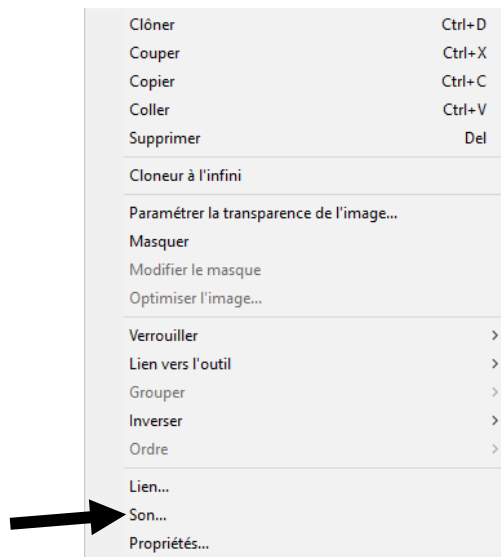 Clôner Ctrl+D
Couper Ctrl+X
Copier Ctrl+C
Coller Ctrl+V
Supprimer Del
Cloneur à l'infini
Paramétrer la transparence de l'image...
Masquer
Modifier le masque
Optimiser l'image...
Verrouiller >
Lien vers l'outil >
Grouper >
Inverser >
Ordre >
Lien...
Son...
Propriétés...